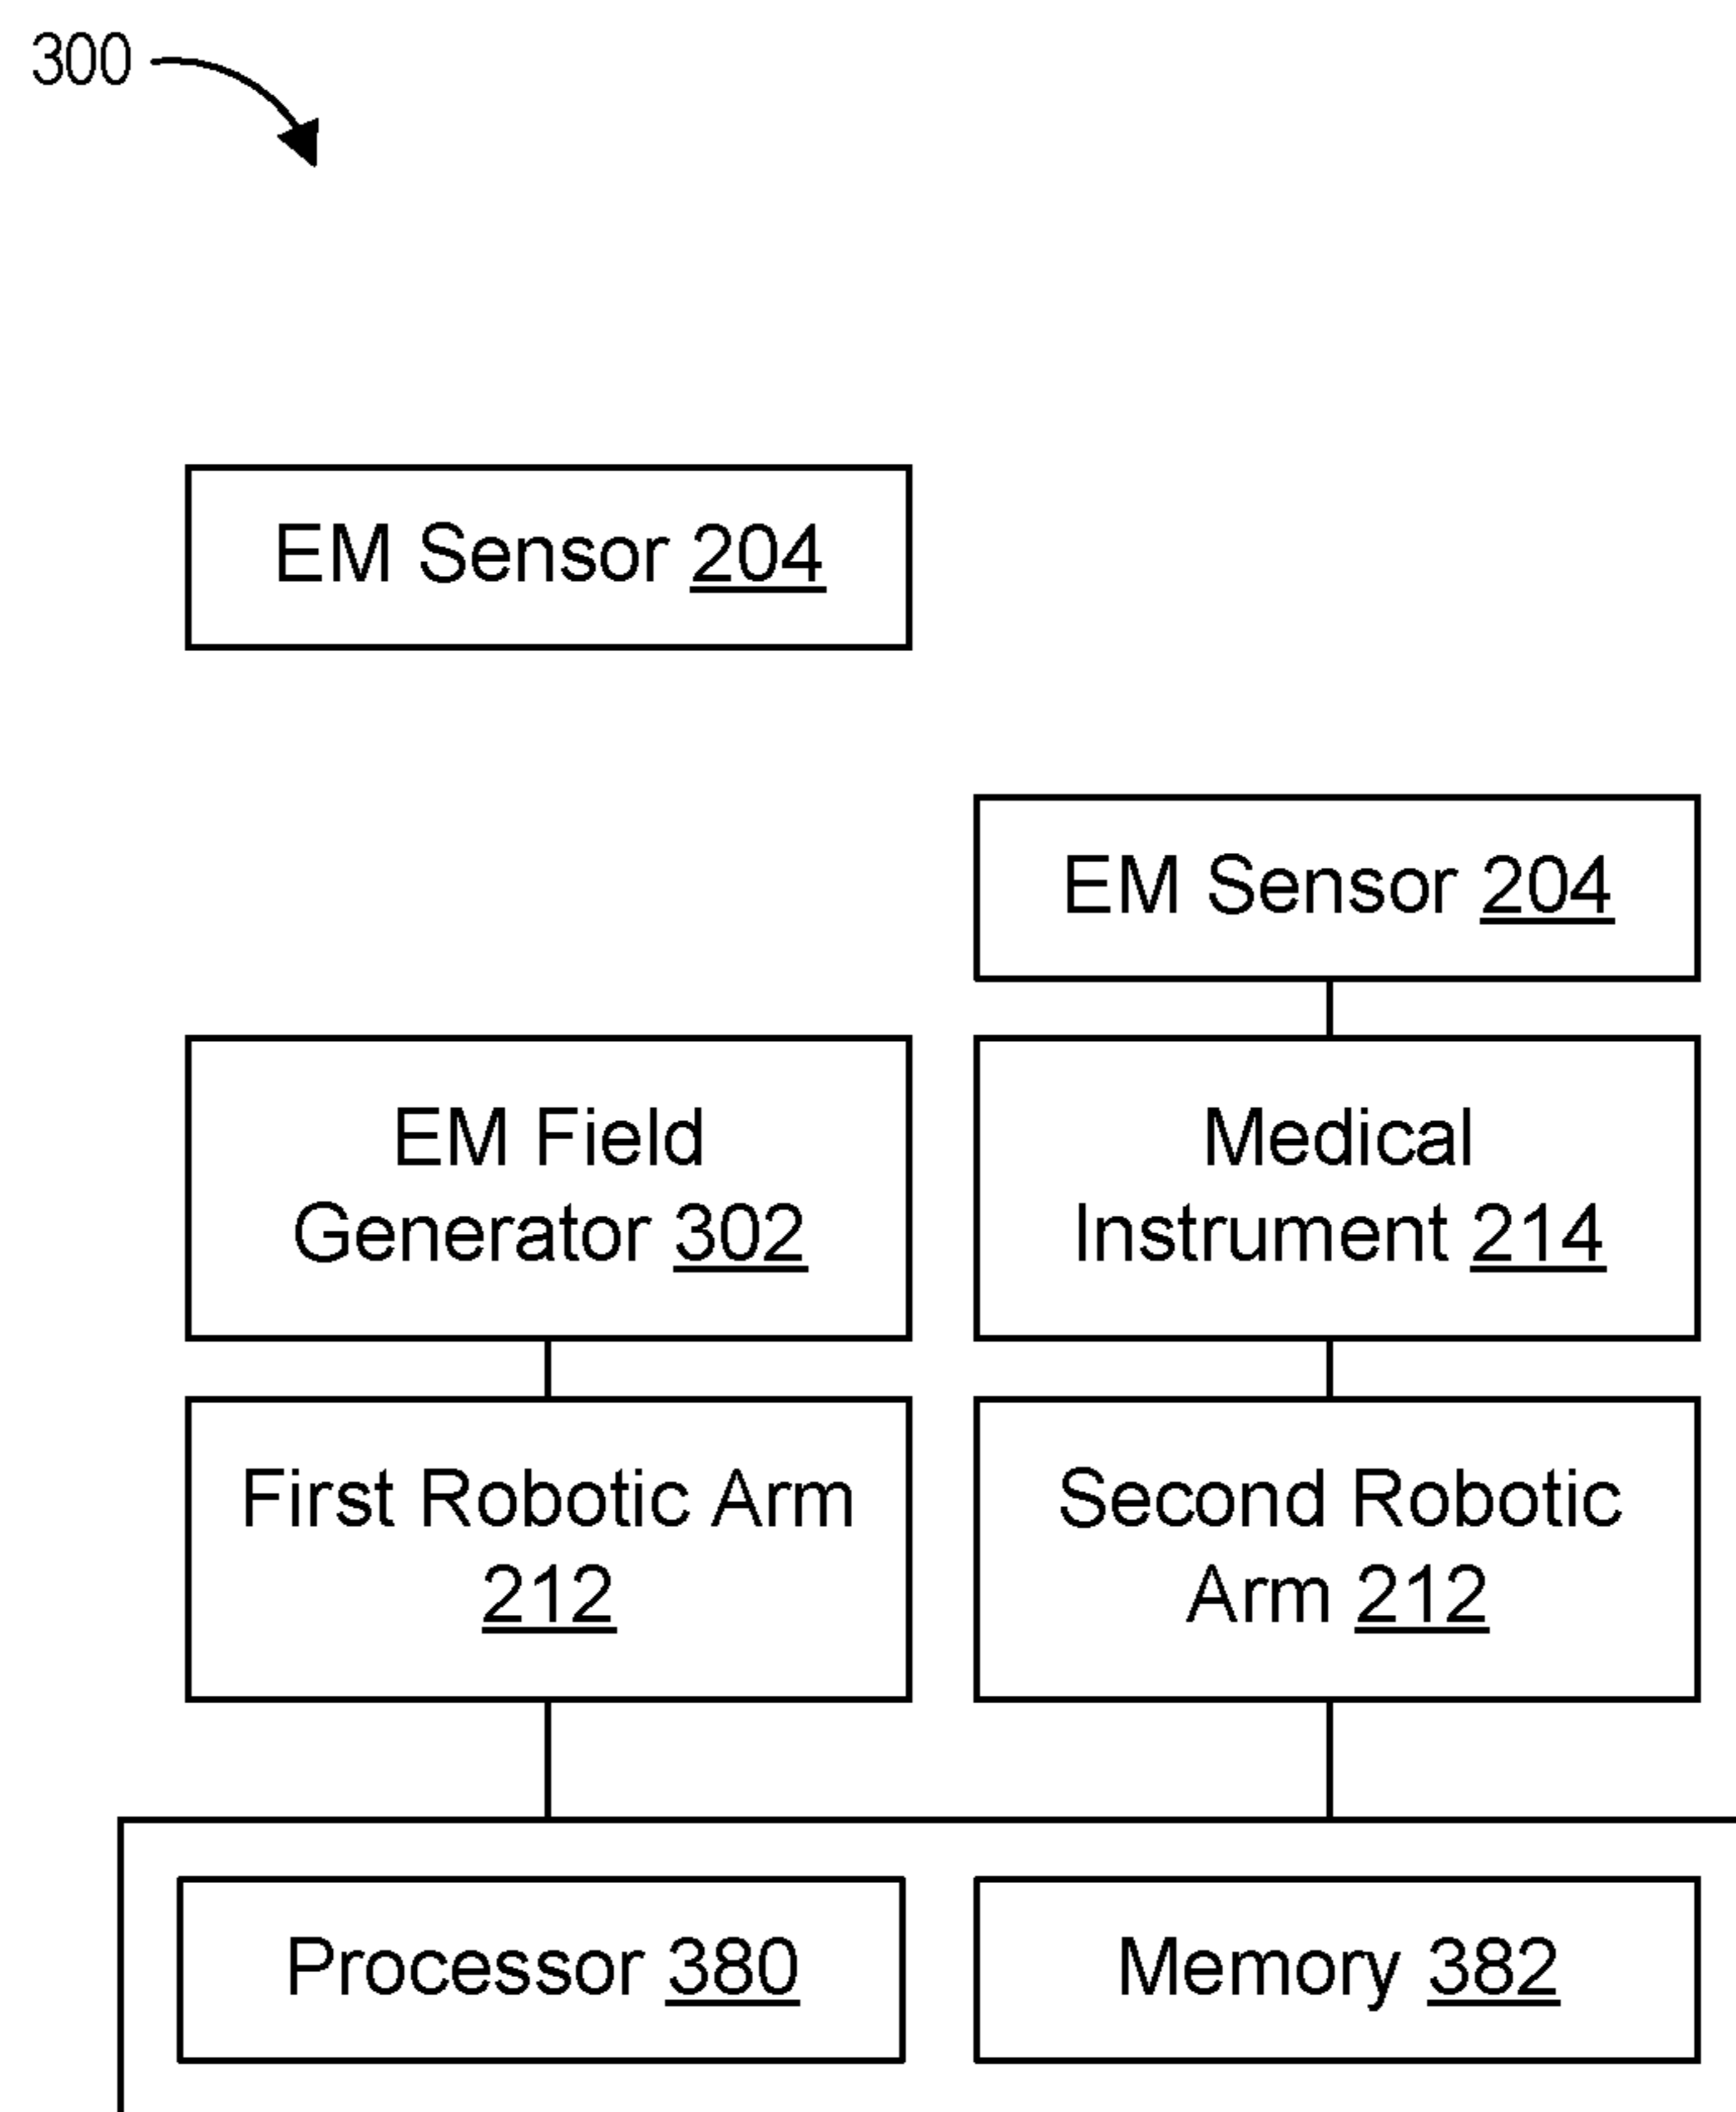 300
EM Sensor 204
EM Sensor 204
EM Field
Generator 302
Medical
Instrument 214
First Robotic Arm
212
Second Robotic
Arm 212
Processor 380
Memory 382